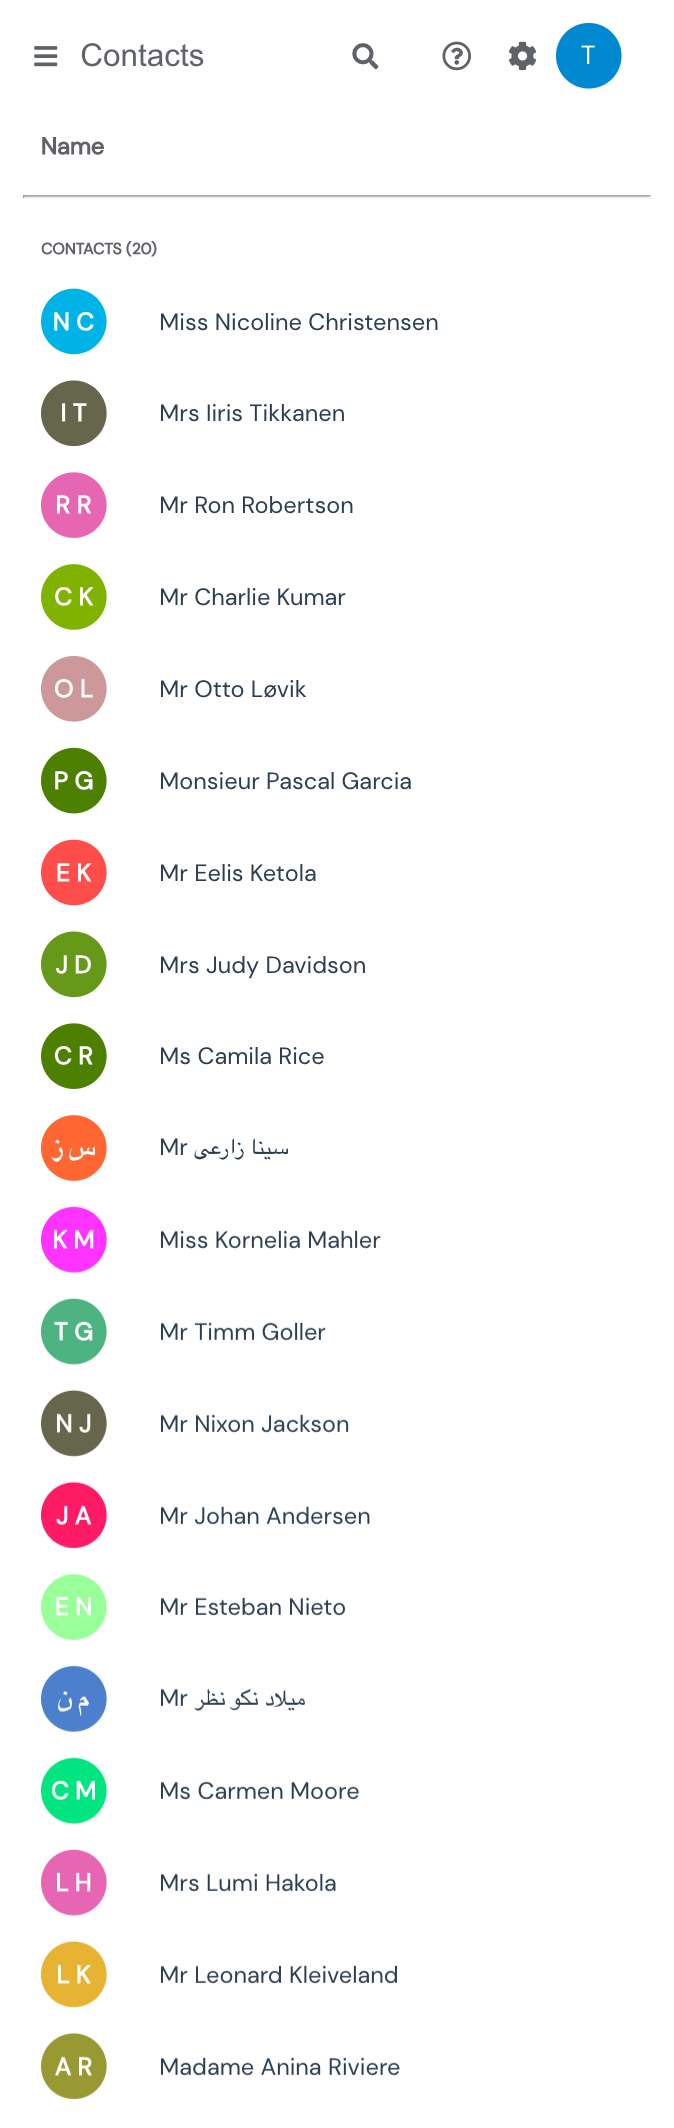 Contacts
T
Name
CONTACTS (20)
N C Miss Nicoline Christensen
I T Mrs Iiris Tikkanen
R R Mr Ron Robertson
C K Mr Charlie Kumar
O L Mr Otto Løvik
P G Monsieur Pascal Garcia
E K Mr Eelis Ketola
J D Mrs Judy Davidson
C R Ms Camila Rice
س ز Mr سینا زارعی
K M Miss Kornelia Mahler
T G Mr Timm Goller
N J Mr Nixon Jackson
J A Mr Johan Andersen
E N Mr Esteban Nieto
م ن Mr میلاد نکو نظر
C M Ms Carmen Moore
L H Mrs Lumi Hakola
L K Mr Leonard Kleiveland
A R Madame Anina Riviere